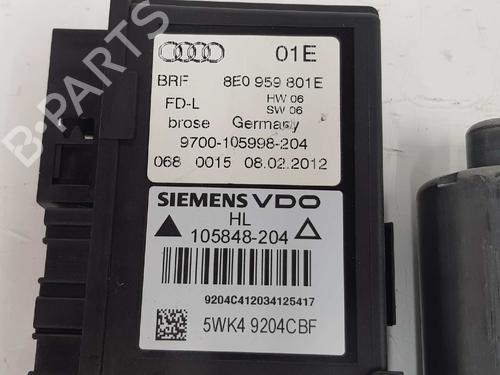 01E
BRF 8E0 959 801E
FD-L HW 06
SW 06
brose Germany
9700-105998-204
068 0015 08.02.2012
SIEMENS VDO
HL
105848-204
9204C412034125417
5WK4 9204CBF
B-PARTS